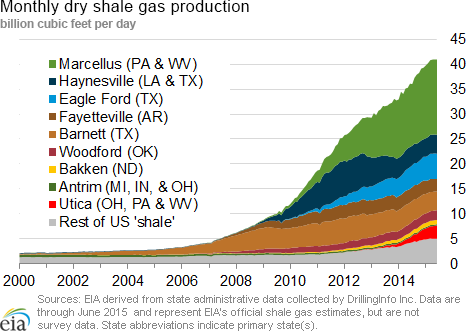 Monthly dry shale gas production
billion cubic feet per day
Marcellus (PA & WV)
Haynesville (LA & TX)
Eagle Ford (TX)
Fayetteville (AR)
Barnett (TX)
Woodford (OK)
Bakken (ND)
Antrim (MI, IN, & OH)
Utica (OH, PA & WV)
Rest of US 'shale'
45
40
35
30
25
20
15
10
5
0
2000 2002 2004 2006 2008 2010 2012 2014
Sources: EIA derived from state administrative data collected by DrillingInfo Inc. Data are
through June 2015 and represent EIA's official shale gas estimates, but are not
survey data. State abbreviations indicate primary state(s).
eia